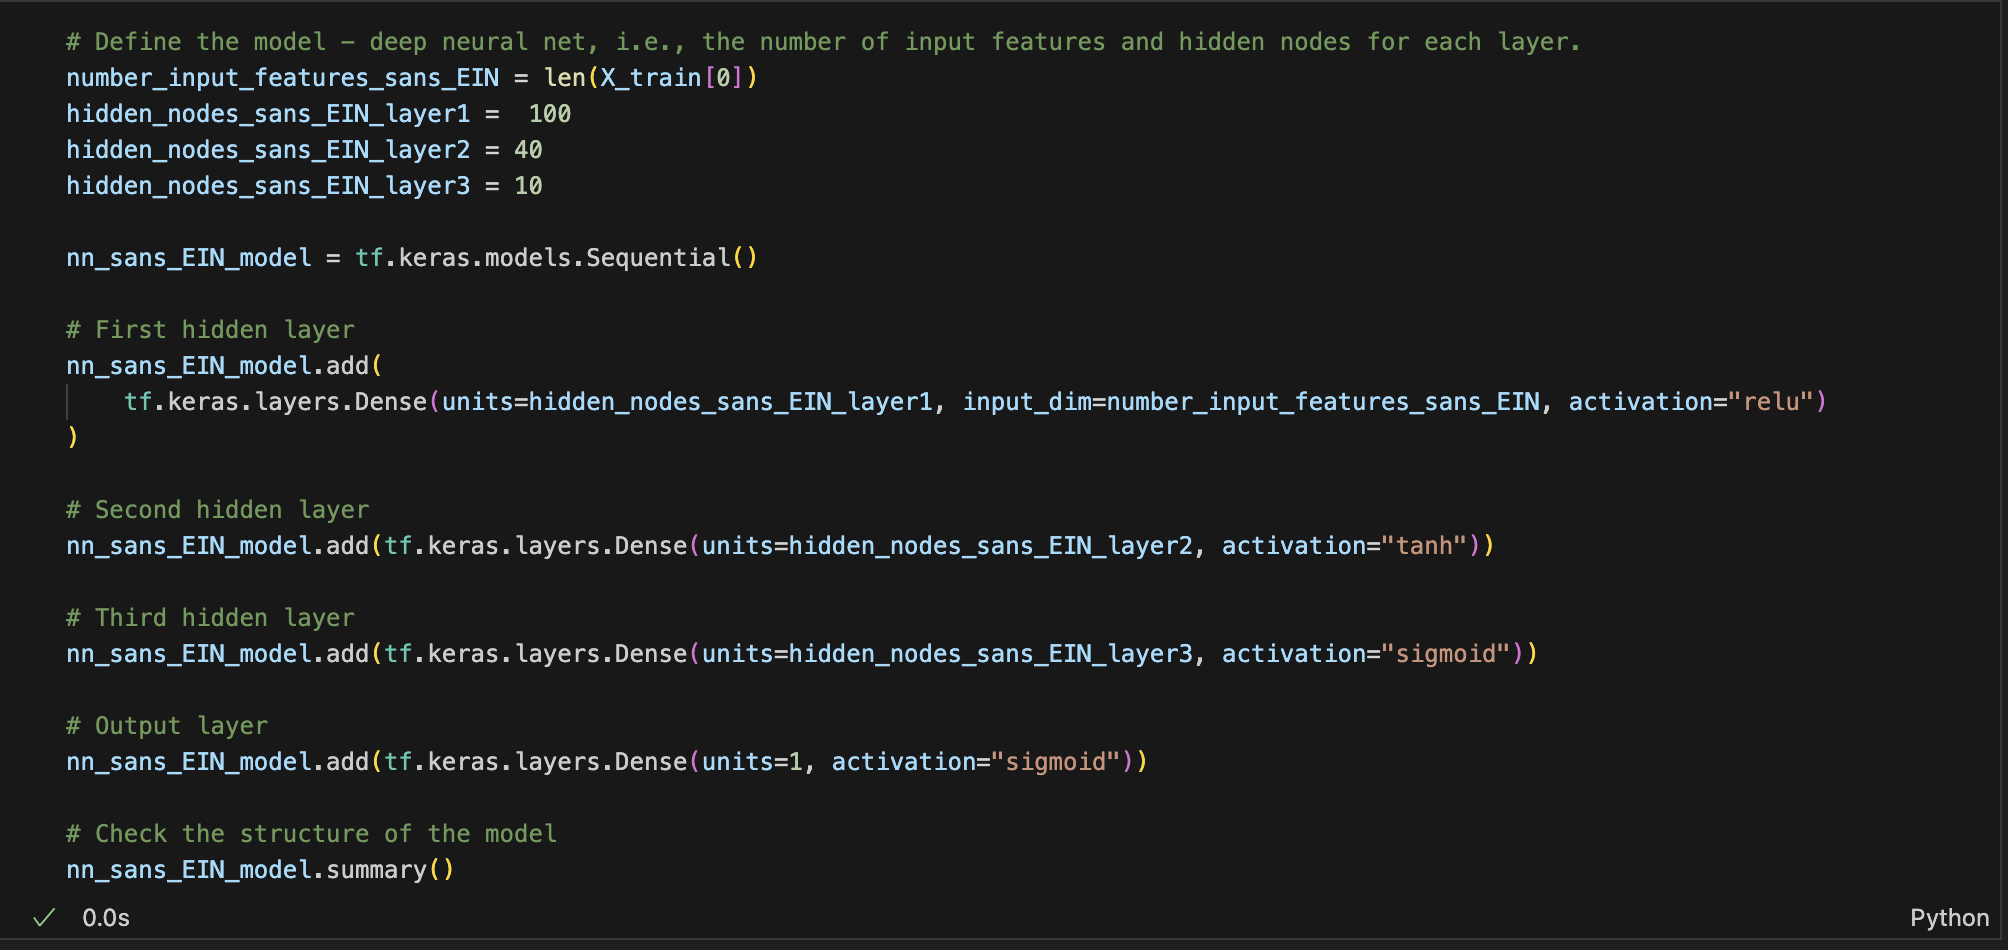 # Define the model – deep neural net, i.e., the number of input features and hidden nodes for each layer.
number_input_features_sans_EIN = len(X_train[0])
hidden_nodes_sans_EIN_layer1 =  100
hidden_nodes_sans_EIN_layer2 = 40
hidden_nodes_sans_EIN_layer3 = 10
nn_sans_EIN_model = tf.keras.models.Sequential()
# First hidden layer
nn_sans_EIN_model.add(
    tf.keras.layers.Dense(units=hidden_nodes_sans_EIN_layer1, input_dim=number_input_features_sans_EIN, activation="relu")
)
# Second hidden layer
nn_sans_EIN_model.add(tf.keras.layers.Dense(units=hidden_nodes_sans_EIN_layer2, activation="tanh"))
# Third hidden layer
nn_sans_EIN_model.add(tf.keras.layers.Dense(units=hidden_nodes_sans_EIN_layer3, activation="sigmoid"))
# Output layer
nn_sans_EIN_model.add(tf.keras.layers.Dense(units=1, activation="sigmoid"))
# Check the structure of the model
nn_sans_EIN_model.summary()
0.0s
Python